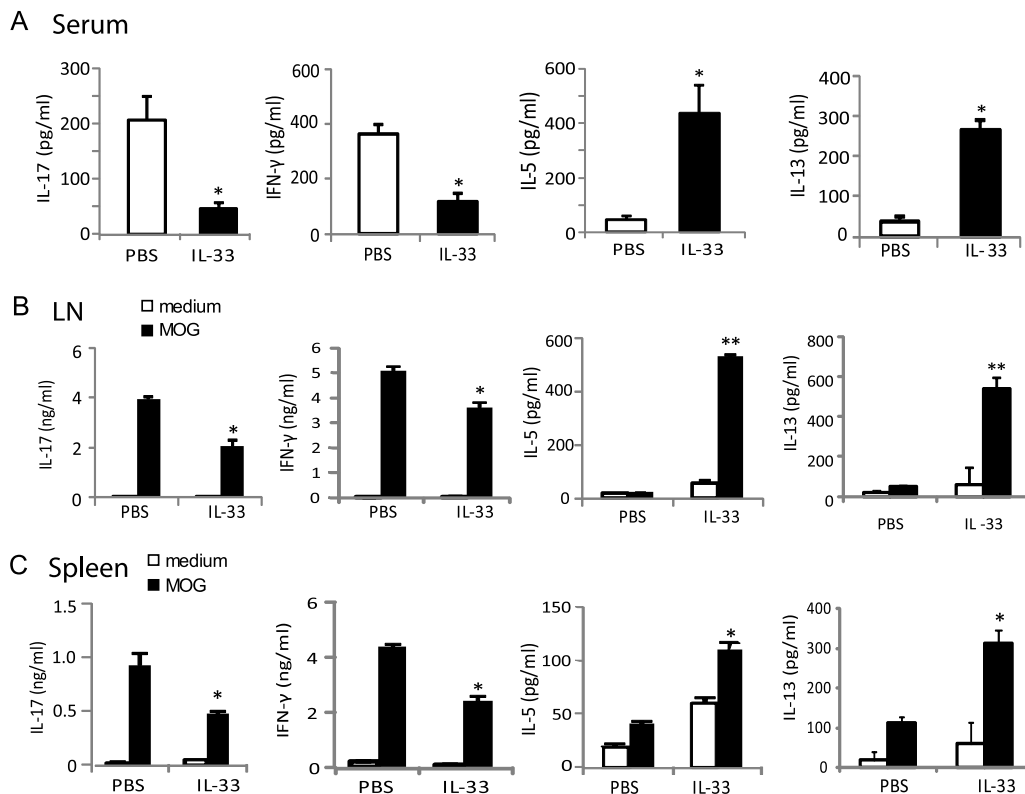 A Serum
IL-17 (pg/ml)
300
200
100
0
*
PBS IL-33
IFN-γ (pg/ml)
600
400
200
0
*
PBS IL-33
IL-5 (pg/ml)
600
400
200
0
*
PBS IL-33
IL-13 (pg/ml)
400
300
200
100
0
*
PBS IL-33
B LN
medium
MOG
IL-17 (ng/ml)
6
4
2
0
*
PBS IL-33
IFN-γ (ng/ml)
6
5
4
3
2
1
0
*
PBS IL-33
IL-5 (pg/ml)
600
400
200
0
**
PBS IL-33
IL-13 (pg/ml)
800
600
400
200
0
**
PBS IL -33
C Spleen
medium
MOG
IL-17 (ng/ml)
1.5
1.0
0.5
0
*
PBS IL-33
IFN-γ (ng/ml)
6
4
2
0
*
PBS IL-33
IL-5 (pg/ml)
150
100
50
0
*
PBS IL-33
IL-13 (pg/ml)
400
300
200
100
0
*
PBS IL-33